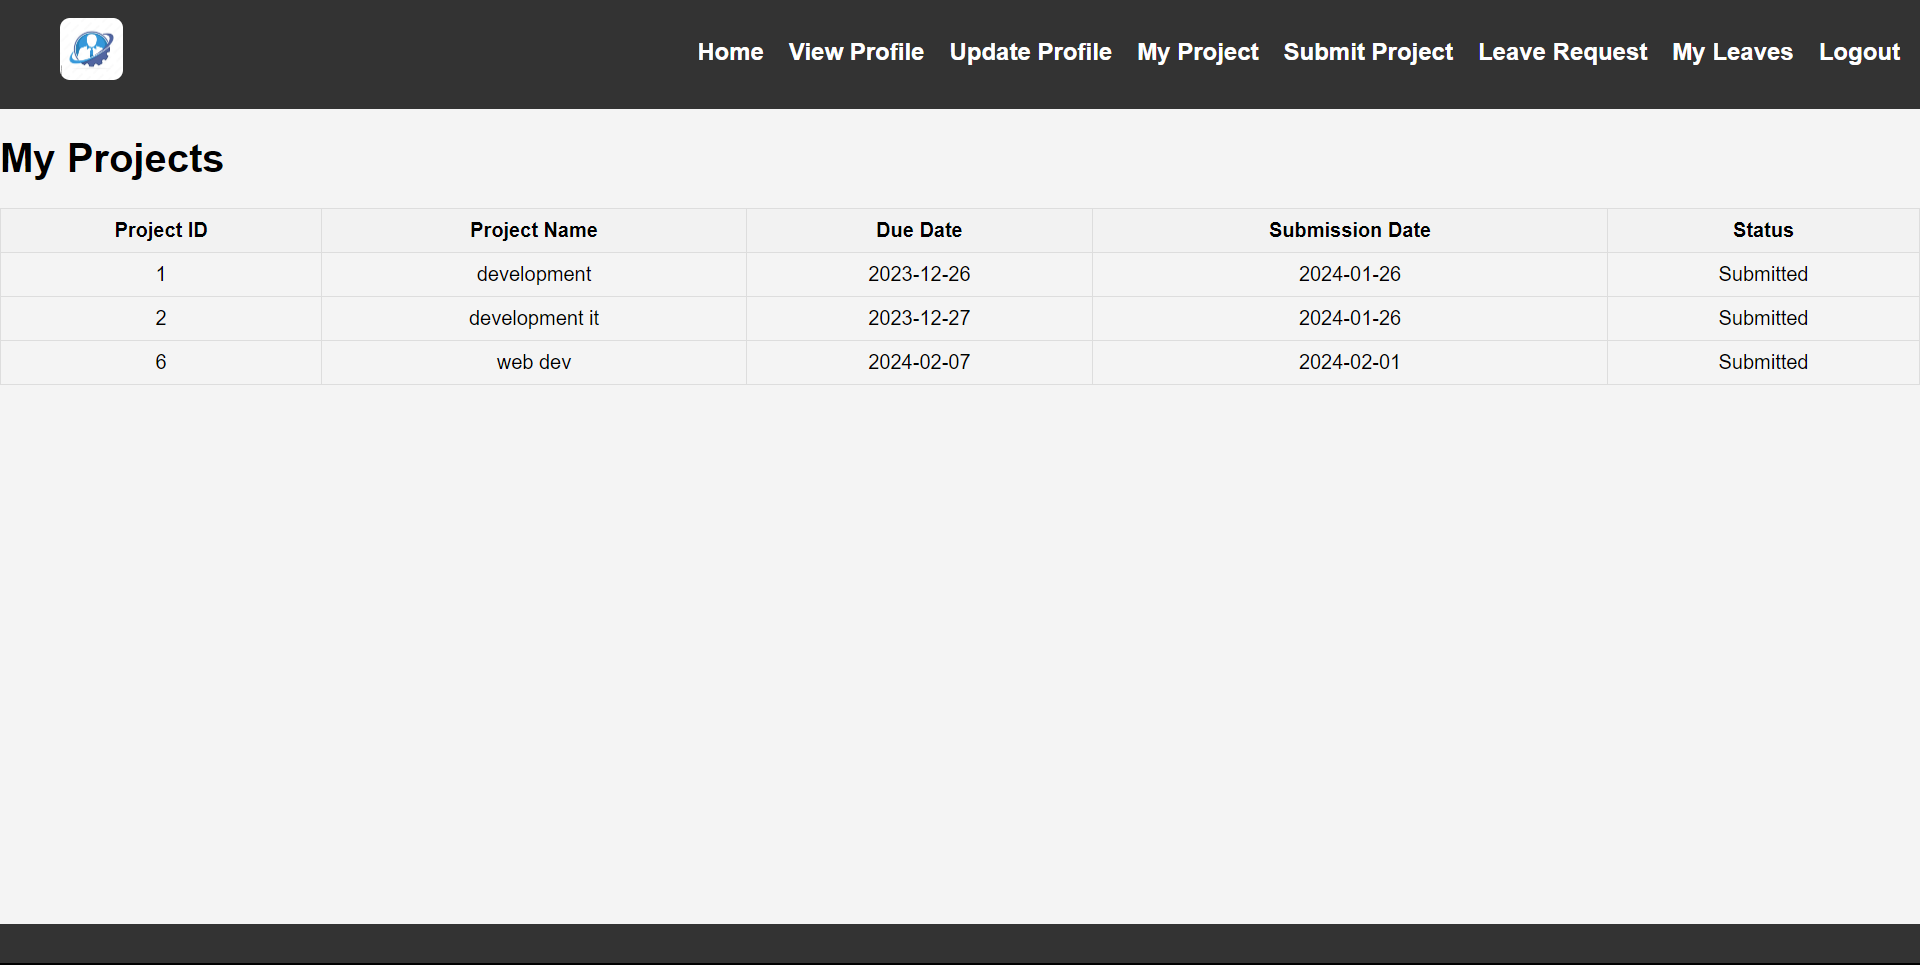 Home View Profile Update Profile My Project Submit Project Leave Request My Leaves Logout
My Projects
Project ID Project Name Due Date Submission Date Status
1 development 2023-12-26 2024-01-26 Submitted
2 development it 2023-12-27 2024-01-26 Submitted
6 web dev 2024-02-07 2024-02-01 Submitted